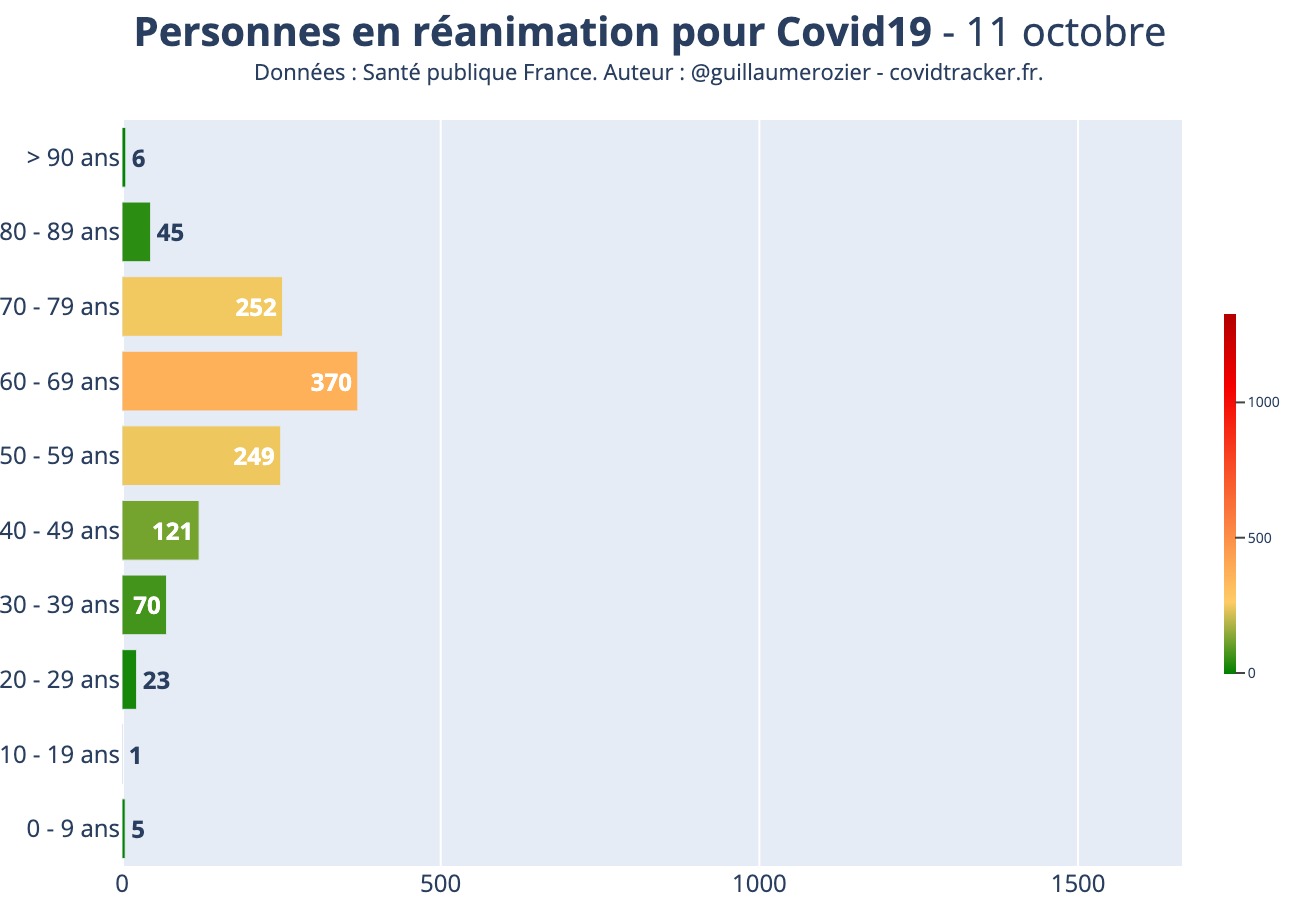 Personnes en réanimation pour Covid19 - 11 octobre
Données : Santé publique France. Auteur : @guillaumerozier - covidtracker.fr.
> 90 ans 6
80 - 89 ans 45
70 - 79 ans 252
60 - 69 ans 370
50 - 59 ans 249
40 - 49 ans 121
30 - 39 ans 70
20 - 29 ans 23
10 - 19 ans 1
0 - 9 ans 5
0 500 1000 1500
1000
500
0